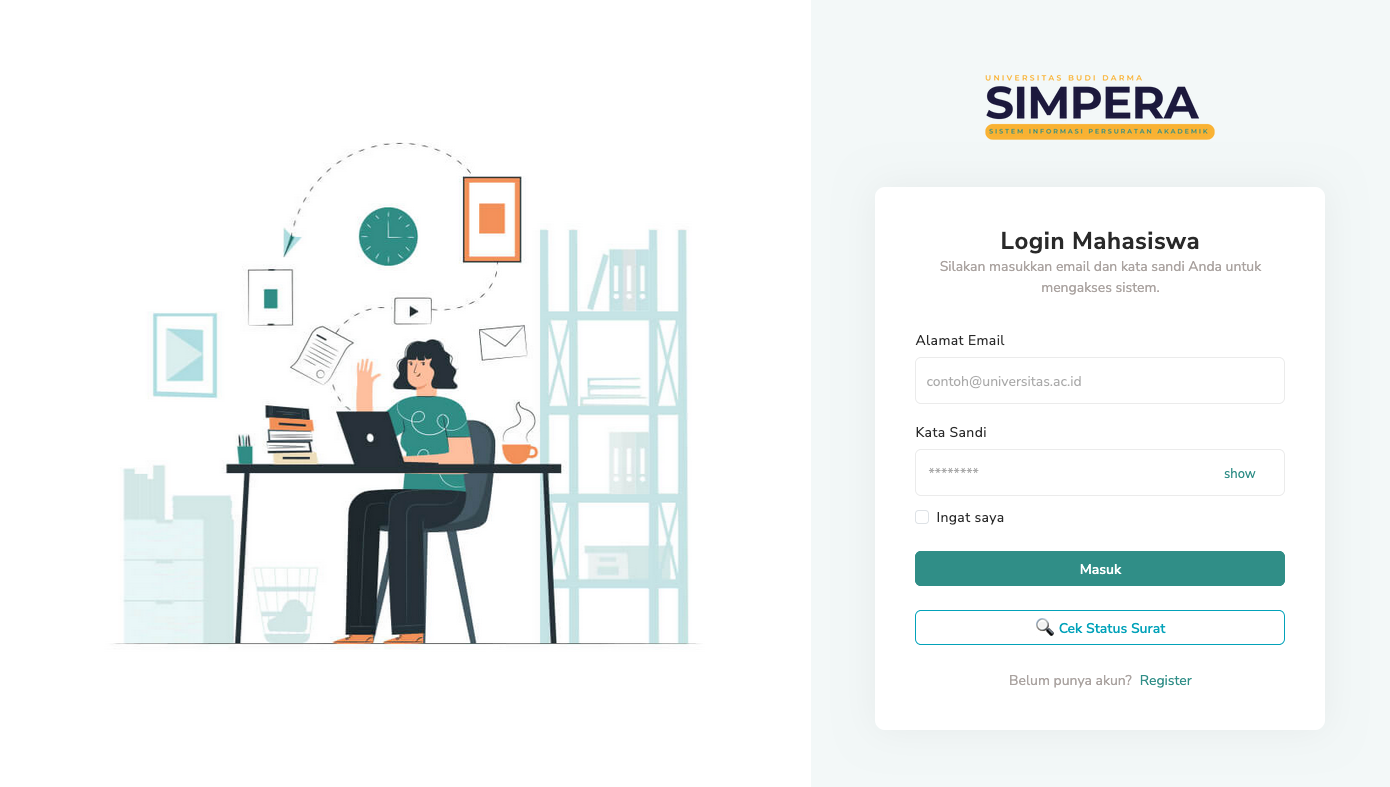 UNIVERSITAS BUDI DARMA
SIMPERA
SISTEM INFORMASI PERSURATAN AKADEMIK
Login Mahasiswa
Silakan masukkan email dan kata sandi Anda untuk
mengakses sistem.
Alamat Email
contoh@universitas.ac.id
Kata Sandi
******** show
Ingat saya
Masuk
Cek Status Surat
Belum punya akun? Register